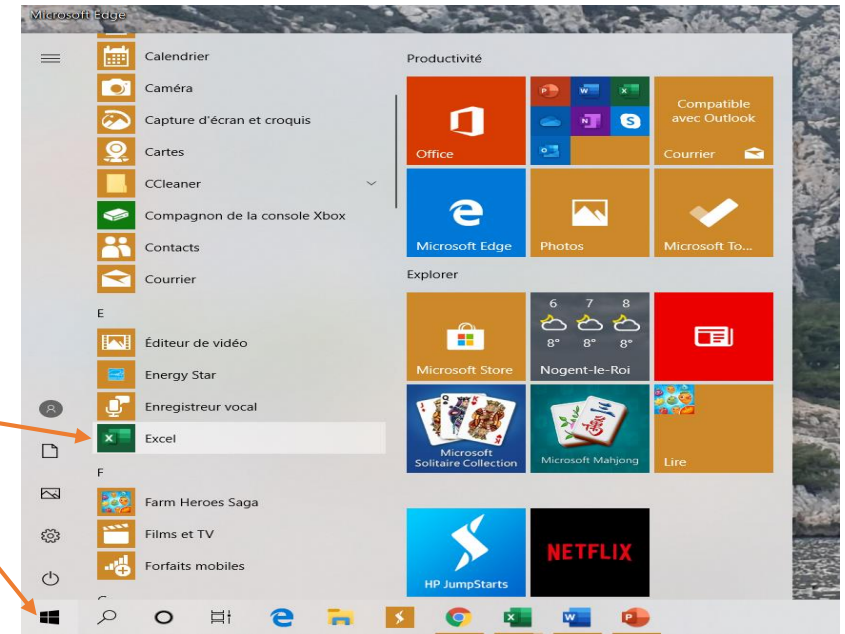 Microsoft Edge
Calendrier
Caméra
Capture d'écran et croquis
Cartes
CCleaner
Compagnon de la console Xbox
Contacts
Courrier
E
Éditeur de vidéo
Energy Star
Enregistreur vocal
Excel
F
Farm Heroes Saga
Films et TV
Forfaits mobiles
Productivité
Office
Compatible
avec Outlook
Courrier
Microsoft Edge
Photos
Microsoft To...
Explorer
Microsoft Store
6 7 8
8° 8° 8°
Nogent-le-Roi
Microsoft
Solitaire Collection
Microsoft Mahjong
Lire
HP JumpStarts
NETFLIX